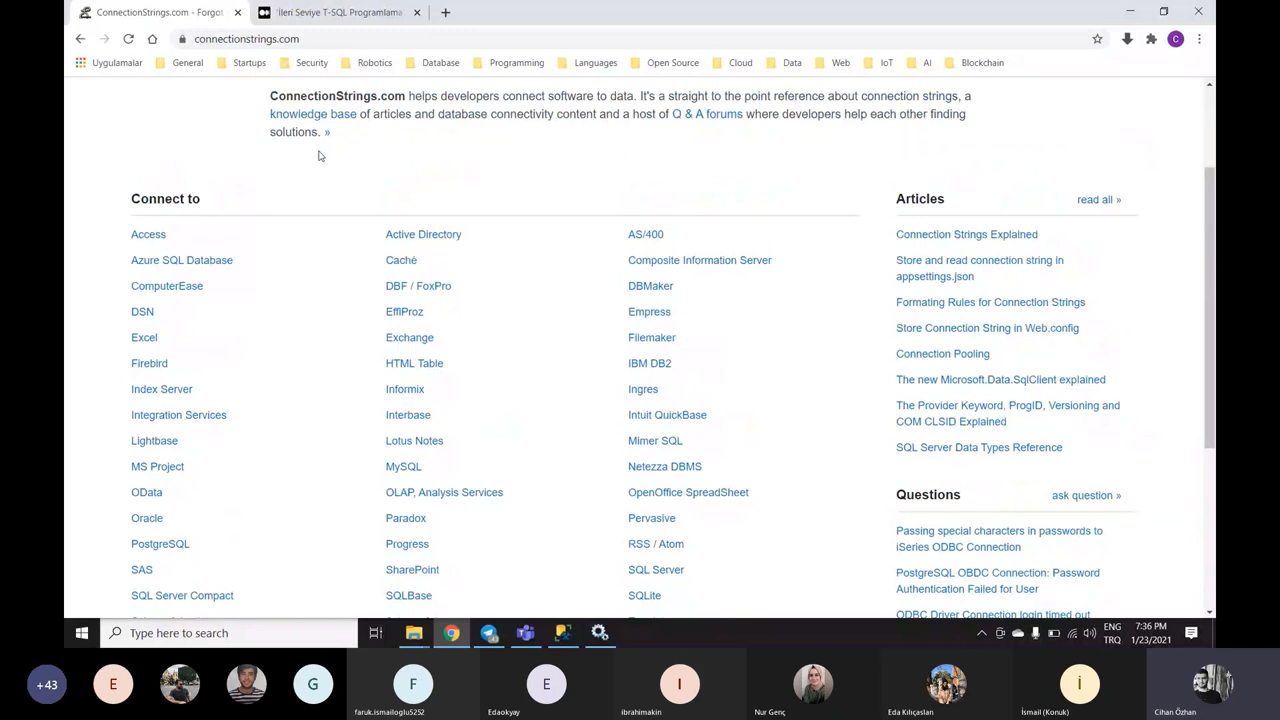 ConnectionStrings.com - Forgot
İleri Seviye T-SQL Programlama
connectionstrings.com
C
Uygulamalar General Startups Security Robotics Database Programming Languages Open Source Cloud Data Web IoT AI Blockchain
ConnectionStrings.com helps developers connect software to data. It's a straight to the point reference about connection strings, a
knowledge base of articles and database connectivity content and a host of Q & A forums where developers help each other finding
solutions. »
Connect to
Access Active Directory AS/400
Azure SQL Database Caché Composite Information Server
ComputerEase DBF / FoxPro DBMaker
DSN EffiProz Empress
Excel Exchange Filemaker
Firebird HTML Table IBM DB2
Index Server Informix Ingres
Integration Services Interbase Intuit QuickBase
Lightbase Lotus Notes Mimer SQL
MS Project MySQL Netezza DBMS
OData OLAP, Analysis Services OpenOffice SpreadSheet
Oracle Paradox Pervasive
PostgreSQL Progress RSS / Atom
SAS SharePoint SQL Server
SQL Server Compact SQLBase SQLite
Articles read all »
Connection Strings Explained
Store and read connection string in
appsettings.json
Formating Rules for Connection Strings
Store Connection String in Web.config
Connection Pooling
The new Microsoft.Data.SqlClient explained
The Provider Keyword, ProgID, Versioning and
COM CLSID Explained
SQL Server Data Types Reference
Questions ask question »
Passing special characters in passwords to
iSeries ODBC Connection
PostgreSQL OBDC Connection: Password
Authentication Failed for User
ODBC Driver Connection login timed out
Type here to search
ENG
TRQ
7:36 PM
1/23/2021
+43 E G F E I İ
faruk.ismailoglu5252 Edaokyay ibrahimakin Nur Genç Eda Kılıçaslan İsmail (Konuk) Cihan Özhan